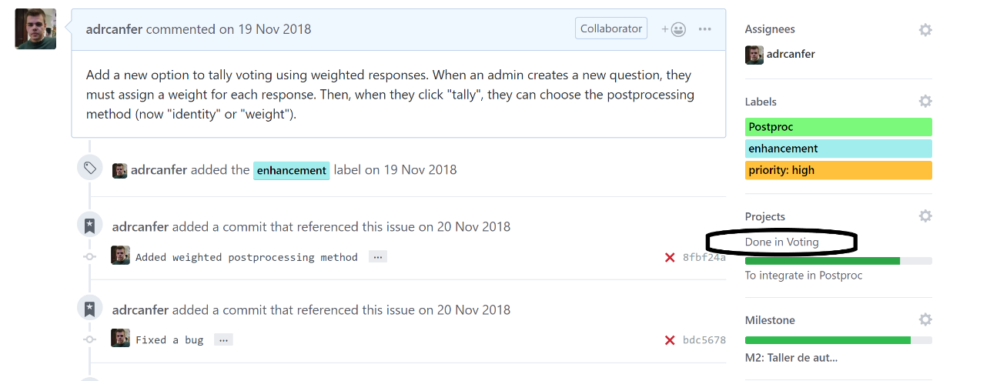 adrcanfer commented on 19 Nov 2018
Collaborator
Add a new option to tally voting using weighted responses. When an admin creates a new question, they
must assign a weight for each response. Then, when they click "tally", they can choose the postprocessing
method (now "identity" or "weight").
adrcanfer added the enhancement label on 19 Nov 2018
adrcanfer added a commit that referenced this issue on 20 Nov 2018
Added weighted postprocessing method ...
8fbf24a
adrcanfer added a commit that referenced this issue on 20 Nov 2018
Fixed a bug ...
bdc5678
Assignees
adrcanfer
Labels
Postproc
enhancement
priority: high
Projects
Done in Voting
To integrate in Postproc
Milestone
M2: Taller de aut...